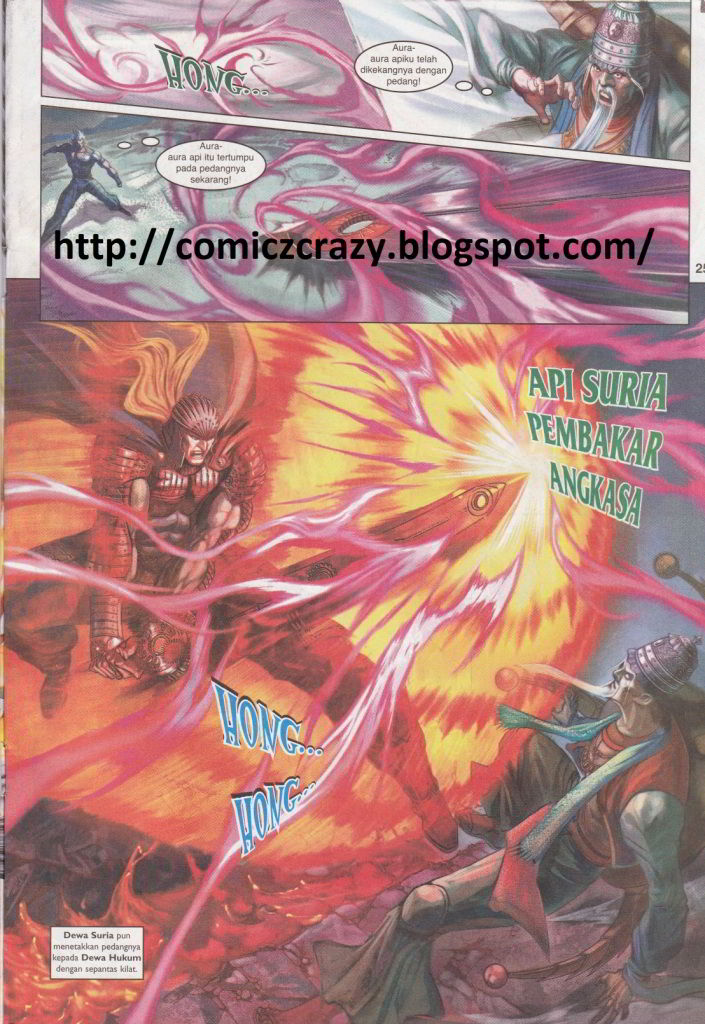 HONG...
Aura-
aura apiku telah
dikekangnya dengan
pedang!
Aura-
aura api itu tertumpu
pada pedangnya
sekarang!
http://comiczcrazy.blogspot.com/
API SURIA
PEMBAKAR
ANGKASA
HONG...
HONG...
Dewa Suria pun
menetakkan pedangnya
kepada Dewa Hukum
dengan sepantas kilat.